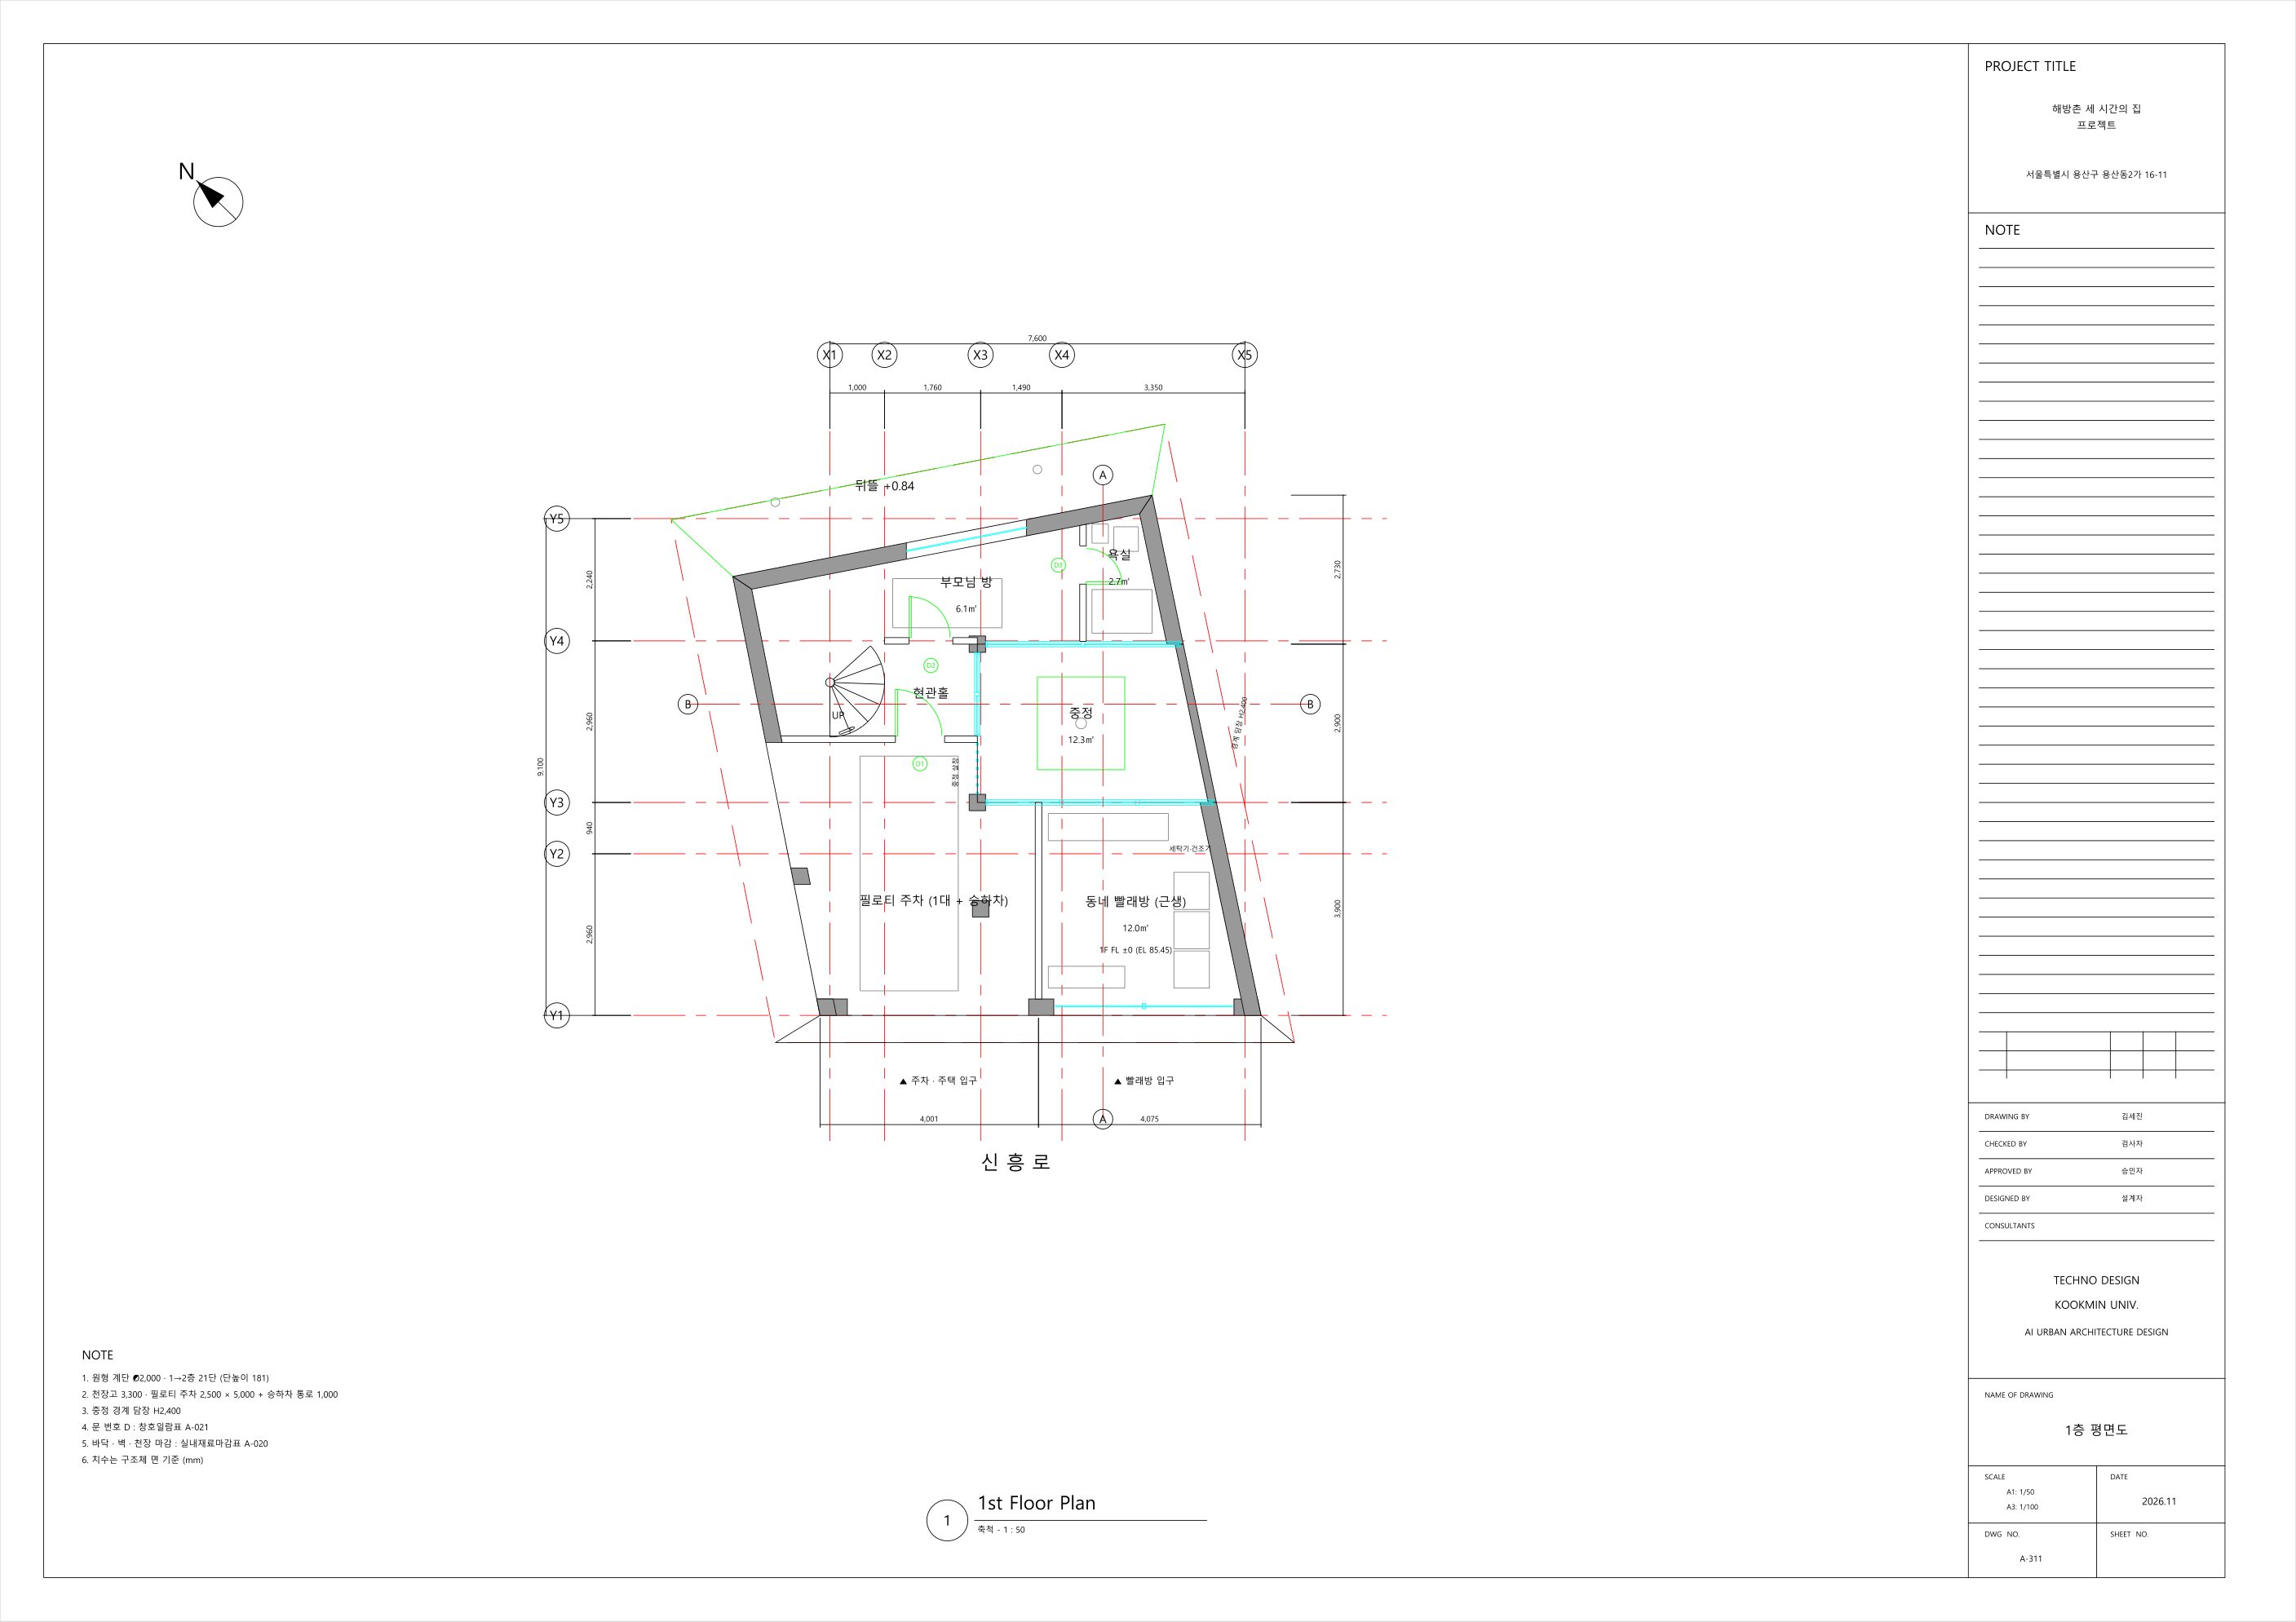 PROJECT TITLE
해방촌 세 시간의 집
프로젝트
서울특별시 용산구 용산동2가 16-11
NOTE
N
7,600
X1 X2 X3 X4 X5
1,000 1,760 1,490 3,350
A
뒤뜰 +0.84
Y5
욕실
D3
2.7㎡
부모님 방
6.1㎡
2,240
2,730
Y4
D2
현관홀
B
B
UP
중정
12.3㎡
경계 담장 H2,400
2,960
2,900
9,100
D1
중정 살창
Y3
940
세탁기·건조기
Y2
필로티 주차 (1대 + 승하차)
동네 빨래방 (근생)
12.0㎡
1F FL ±0 (EL 85.45)
2,960
3,900
Y1
▲ 주차 · 주택 입구
▲ 빨래방 입구
4,001
A
4,075
신 흥 로
DRAWING BY 김세진
CHECKED BY 검사자
APPROVED BY 승인자
DESIGNED BY 설계자
CONSULTANTS
TECHNO DESIGN
KOOKMIN UNIV.
AI URBAN ARCHITECTURE DESIGN
NOTE
1. 원형 계단 2,000 · 1→2층 21단 (단높이 181)
2. 천장고 3,300 · 필로티 주차 2,500 × 5,000 + 승하차 통로 1,000
3. 중정 경계 담장 H2,400
4. 문 번호 D : 창호일람표 A-021
5. 바닥 · 벽 · 천장 마감 : 실내재료마감표 A-020
6. 치수는 구조체 면 기준 (mm)
NAME OF DRAWING
1층 평면도
SCALE
A1: 1/50
A3: 1/100
DATE
2026.11
DWG NO.
A-311
SHEET NO.
1
1st Floor Plan
축척 - 1 : 50